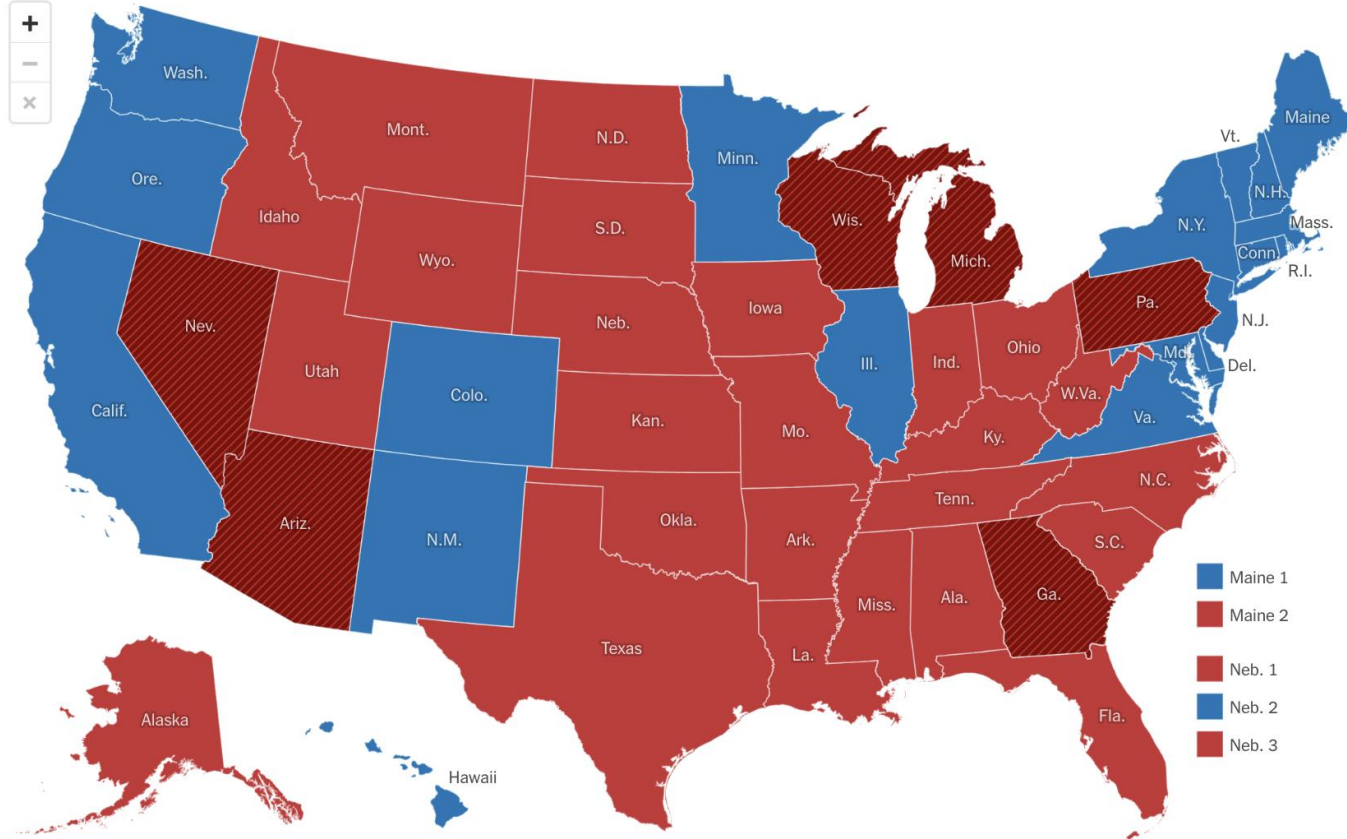 +
−
×
Wash.
Mont.
N.D.
Minn.
Maine
Vt.
Ore.
Idaho
S.D.
Wis.
N.H.
N.Y.
Mass.
Wyo.
Mich.
Conn.
R.I.
Nev.
Neb.
Iowa
Pa.
N.J.
Utah
Ill.
Ind.
Ohio
Md.
Del.
Calif.
Colo.
Kan.
Mo.
W.Va.
Va.
Ky.
N.C.
Ariz.
N.M.
Okla.
Ark.
Tenn.
S.C.
Texas
La.
Miss.
Ala.
Ga.
Fla.
Alaska
Hawaii
Maine 1
Maine 2
Neb. 1
Neb. 2
Neb. 3